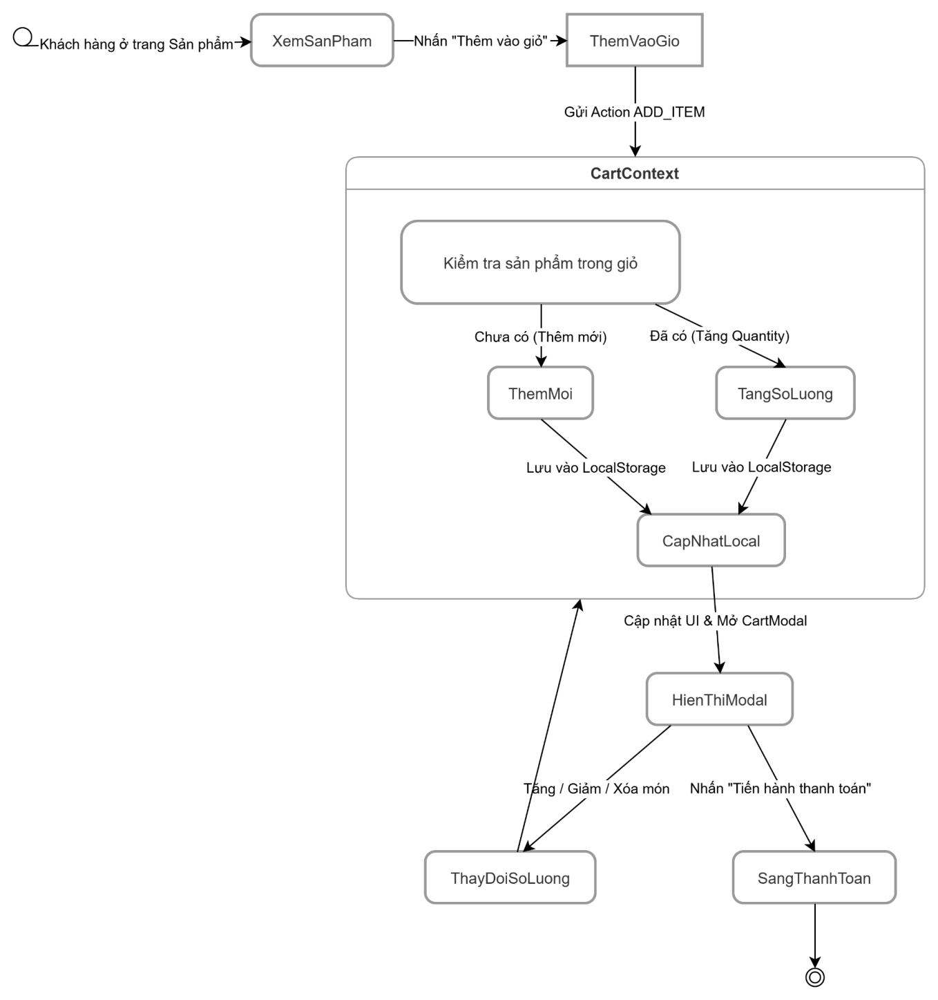 Khách hàng ở trang Sản phẩm
XemSanPham
Nhấn "Thêm vào giỏ"
ThemVaoGio
Gửi Action ADD_ITEM
CartContext
Kiểm tra sản phẩm trong giỏ
Chưa có (Thêm mới)
Đã có (Tăng Quantity)
ThemMoi
TangSoLuong
Lưu vào LocalStorage
Lưu vào LocalStorage
CapNhatLocal
Cập nhật UI & Mở CartModal
HienThiModal
Tăng / Giảm / Xóa món
Nhấn "Tiến hành thanh toán"
ThayDoiSoLuong
SangThanhToan